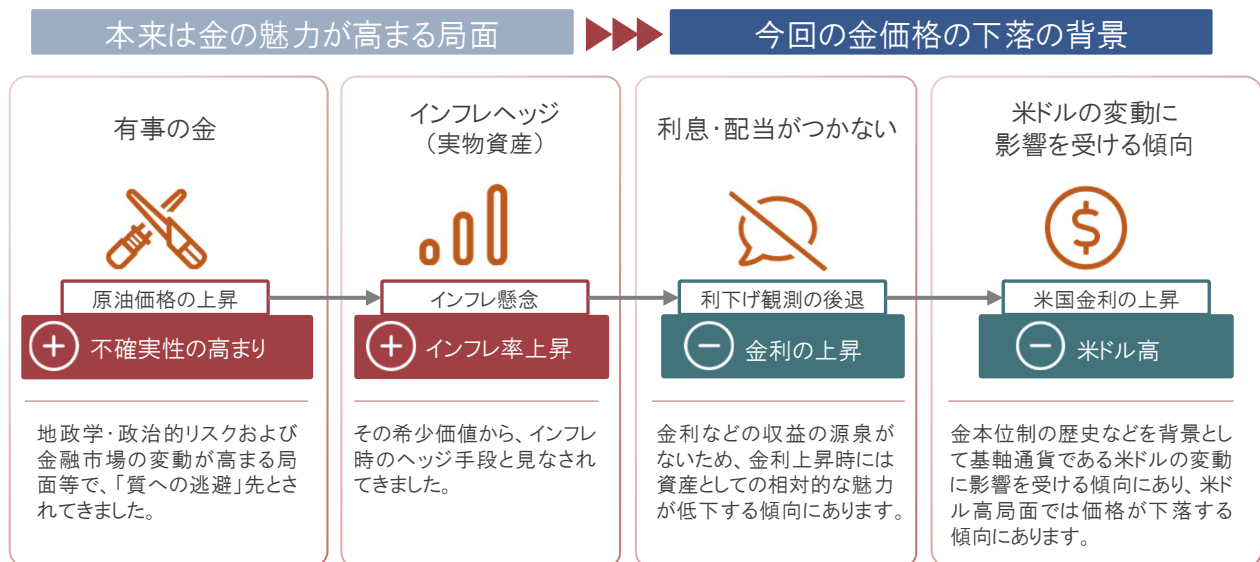 本来は金の魅力が高まる局面
今回の金価格の下落の背景
有事の金
原油価格の上昇
+ 不確実性の高まり
地政学・政治的リスクおよび
金融市場の変動が高まる局
面等で、「質への逃避」先とさ
れてきました。
インフレヘッジ
（実物資産）
インフレ懸念
+ インフレ率上昇
その希少価値から、インフレ
時のヘッジ手段と見なされ
てきました。
利息・配当がつかない
利下げ観測の後退
− 金利の上昇
金利などの収益の源泉が
ないため、金利上昇時には
資産としての相対的な魅力
が低下する傾向にあります。
米ドルの変動に
影響を受ける傾向
$
米国金利の上昇
− 米ドル高
金本位制の歴史などを背景とし
て基軸通貨である米ドルの変動
に影響を受ける傾向にあり、米ド
ル高局面では価格が下落する
傾向にあります。